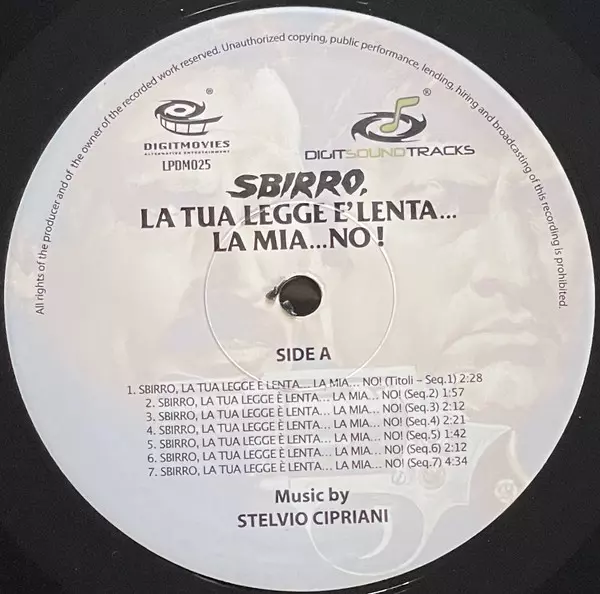 All rights of the producer and of the owner of the recorded work reserved. Unauthorized copying, public performance, lending, hiring and broadcasting of this recording is prohibited.
®
DIGITMOVIES
ALTERNATIVE ENTERTAINMENT
LPDM025
®
DIGITSOUNDTRACKS
SBIRRO,
LA TUA LEGGE E' LENTA...
LA MIA...NO!
SIDE A
1. SBIRRO, LA TUA LEGGE È LENTA... LA MIA... NO! (Titoli – Seq.1) 2:28
2. SBIRRO, LA TUA LEGGE È LENTA... LA MIA... NO! (Seq.2) 1:57
3. SBIRRO, LA TUA LEGGE È LENTA... LA MIA... NO! (Seq.3) 2:12
4. SBIRRO, LA TUA LEGGE È LENTA... LA MIA... NO! (Seq.4) 2:21
5. SBIRRO, LA TUA LEGGE È LENTA... LA MIA... NO! (Seq.5) 1:42
6. SBIRRO, LA TUA LEGGE È LENTA... LA MIA... NO! (Seq.6) 2:12
7. SBIRRO, LA TUA LEGGE È LENTA... LA MIA... NO! (Seq.7) 4:34
Music by
STELVIO CIPRIANI